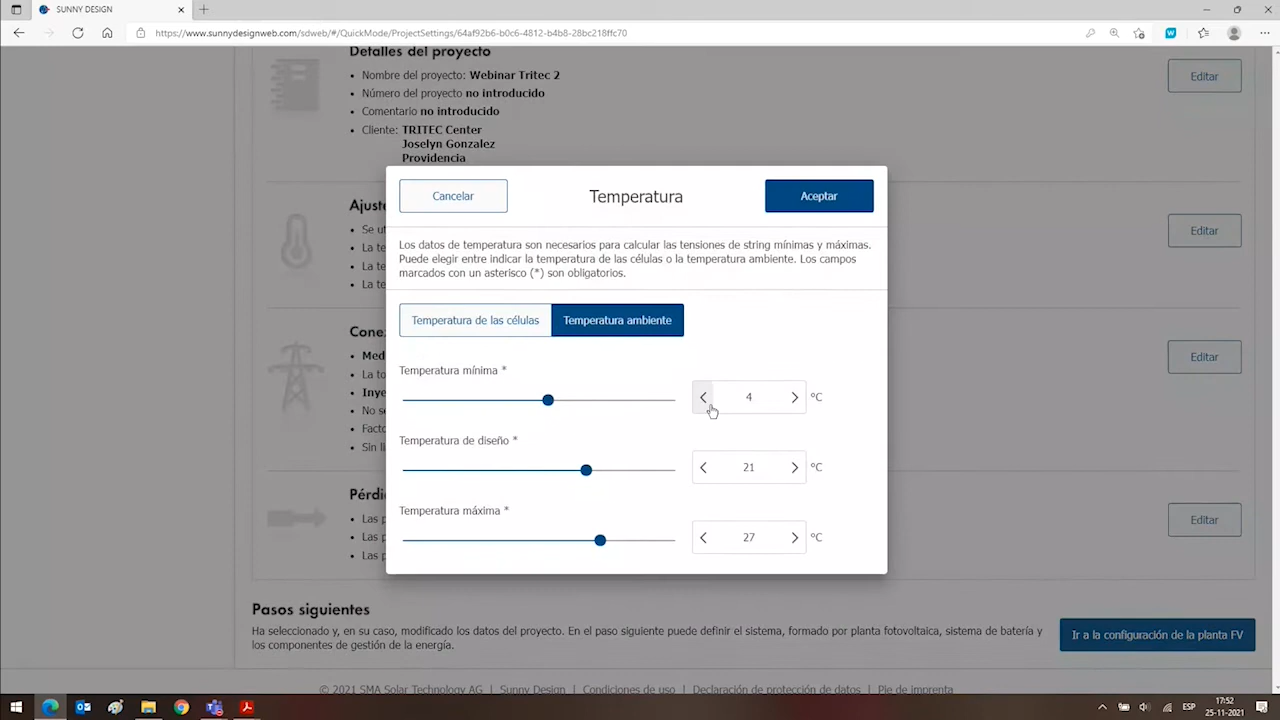 SUNNY DESIGN
https://www.sunnydesignweb.com/sdweb/#/QuickMode/ProjectSettings/64af92b6-b0c6-4812-b4b8-28bc218ffc70
Detalles del proyecto
• Nombre del proyecto: Webinar Tritec 2
Editar
• Número del proyecto no introducido
• Comentario no introducido
• Cliente: TRITEC Center
Joselyn Gonzalez
Providencia
Cancelar
Temperatura
Aceptar
Ajuste
• Se ut
Editar
• La te
• La te
• La te
Los datos de temperatura son necesarios para calcular las tensiones de string mínimas y máximas.
Puede elegir entre indicar la temperatura de las células o la temperatura ambiente. Los campos
marcados con un asterisco (*) son obligatorios.
Temperatura de las células
Temperatura ambiente
Conex
• Med
Editar
• La to
• Inye
• No se
• Facto
• Sin li
Temperatura mínima *
4
°C
Temperatura de diseño *
21
°C
Temperatura máxima *
27
°C
Pérdi
• Las p
Editar
• Las p
• Las p
Pasos siguientes
Ha seleccionado y, en su caso, modificado los datos del proyecto. En el paso siguiente puede definir el sistema, formado por planta fotovoltaica, sistema de batería y
los componentes de gestión de la energía.
Ir a la configuración de la planta FV
© 2021 SMA Solar Technology AG | Sunny Design | Condiciones de uso | Declaración de protección de datos | Pie de imprenta
ESP
17:52
25-11-2021